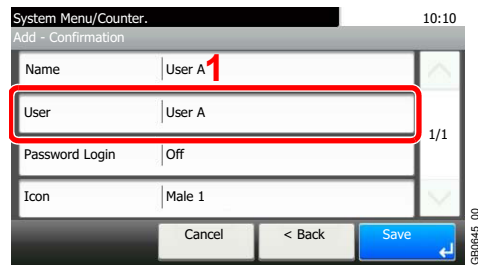 System Menu/Counter. 10:10
Add - Confirmation
Name User A 1
User User A
1/1
Password Login Off
Icon Male 1
Cancel < Back Save
GB0645_00